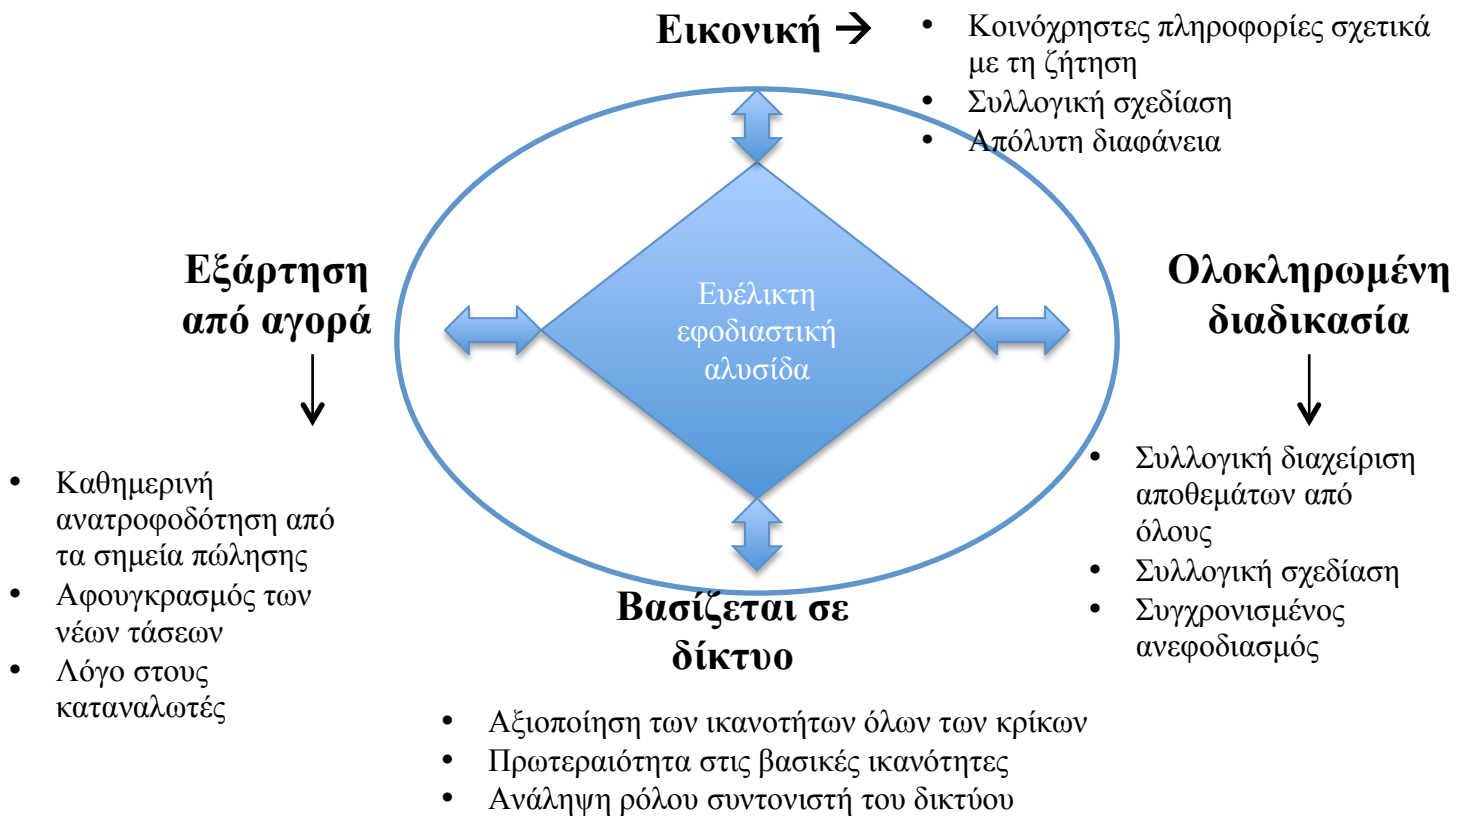 Εικονική →
• Κοινόχρηστες πληροφορίες σχετικά
με τη ζήτηση
• Συλλογική σχεδίαση
• Απόλυτη διαφάνεια
Εξάρτηση
από αγορά
• Καθημερινή
ανατροφοδότηση από
τα σημεία πώλησης
• Αφουγκρασμός των
νέων τάσεων
• Λόγο στους
καταναλωτές
Ευέλικτη
εφοδιαστική
αλυσίδα
Ολοκληρωμένη
διαδικασία
• Συλλογική διαχείριση
αποθεμάτων από
όλους
• Συλλογική σχεδίαση
• Συγχρονισμένος
ανεφοδιασμός
Βασίζεται σε
δίκτυο
• Αξιοποίηση των ικανοτήτων όλων των κρίκων
• Πρωτεραιότητα στις βασικές ικανότητες
• Ανάληψη ρόλου συντονιστή του δικτύου